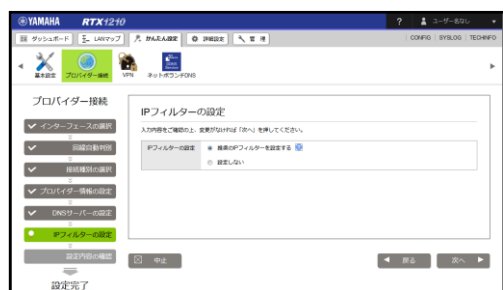 YAMAHA RTX1210
? ユーザー名なし
ダッシュボード LANマップ かんたん設定 詳細設定 管理 CONFIG SYSLOG TECHINFO
基本設定 プロバイダー接続 VPN ネットボランチDNS
プロバイダー接続
インターフェースの選択
回線自動判別
接続種別の選択
プロバイダー情報の設定
DNSサーバーの設定
IPフィルターの設定
設定内容の確認
設定完了
IPフィルターの設定
入力内容をご確認の上、変更がなければ「次へ」を押してください。
IPフィルターの設定 推奨のIPフィルターを設定する
設定しない
中止 戻る 次へ